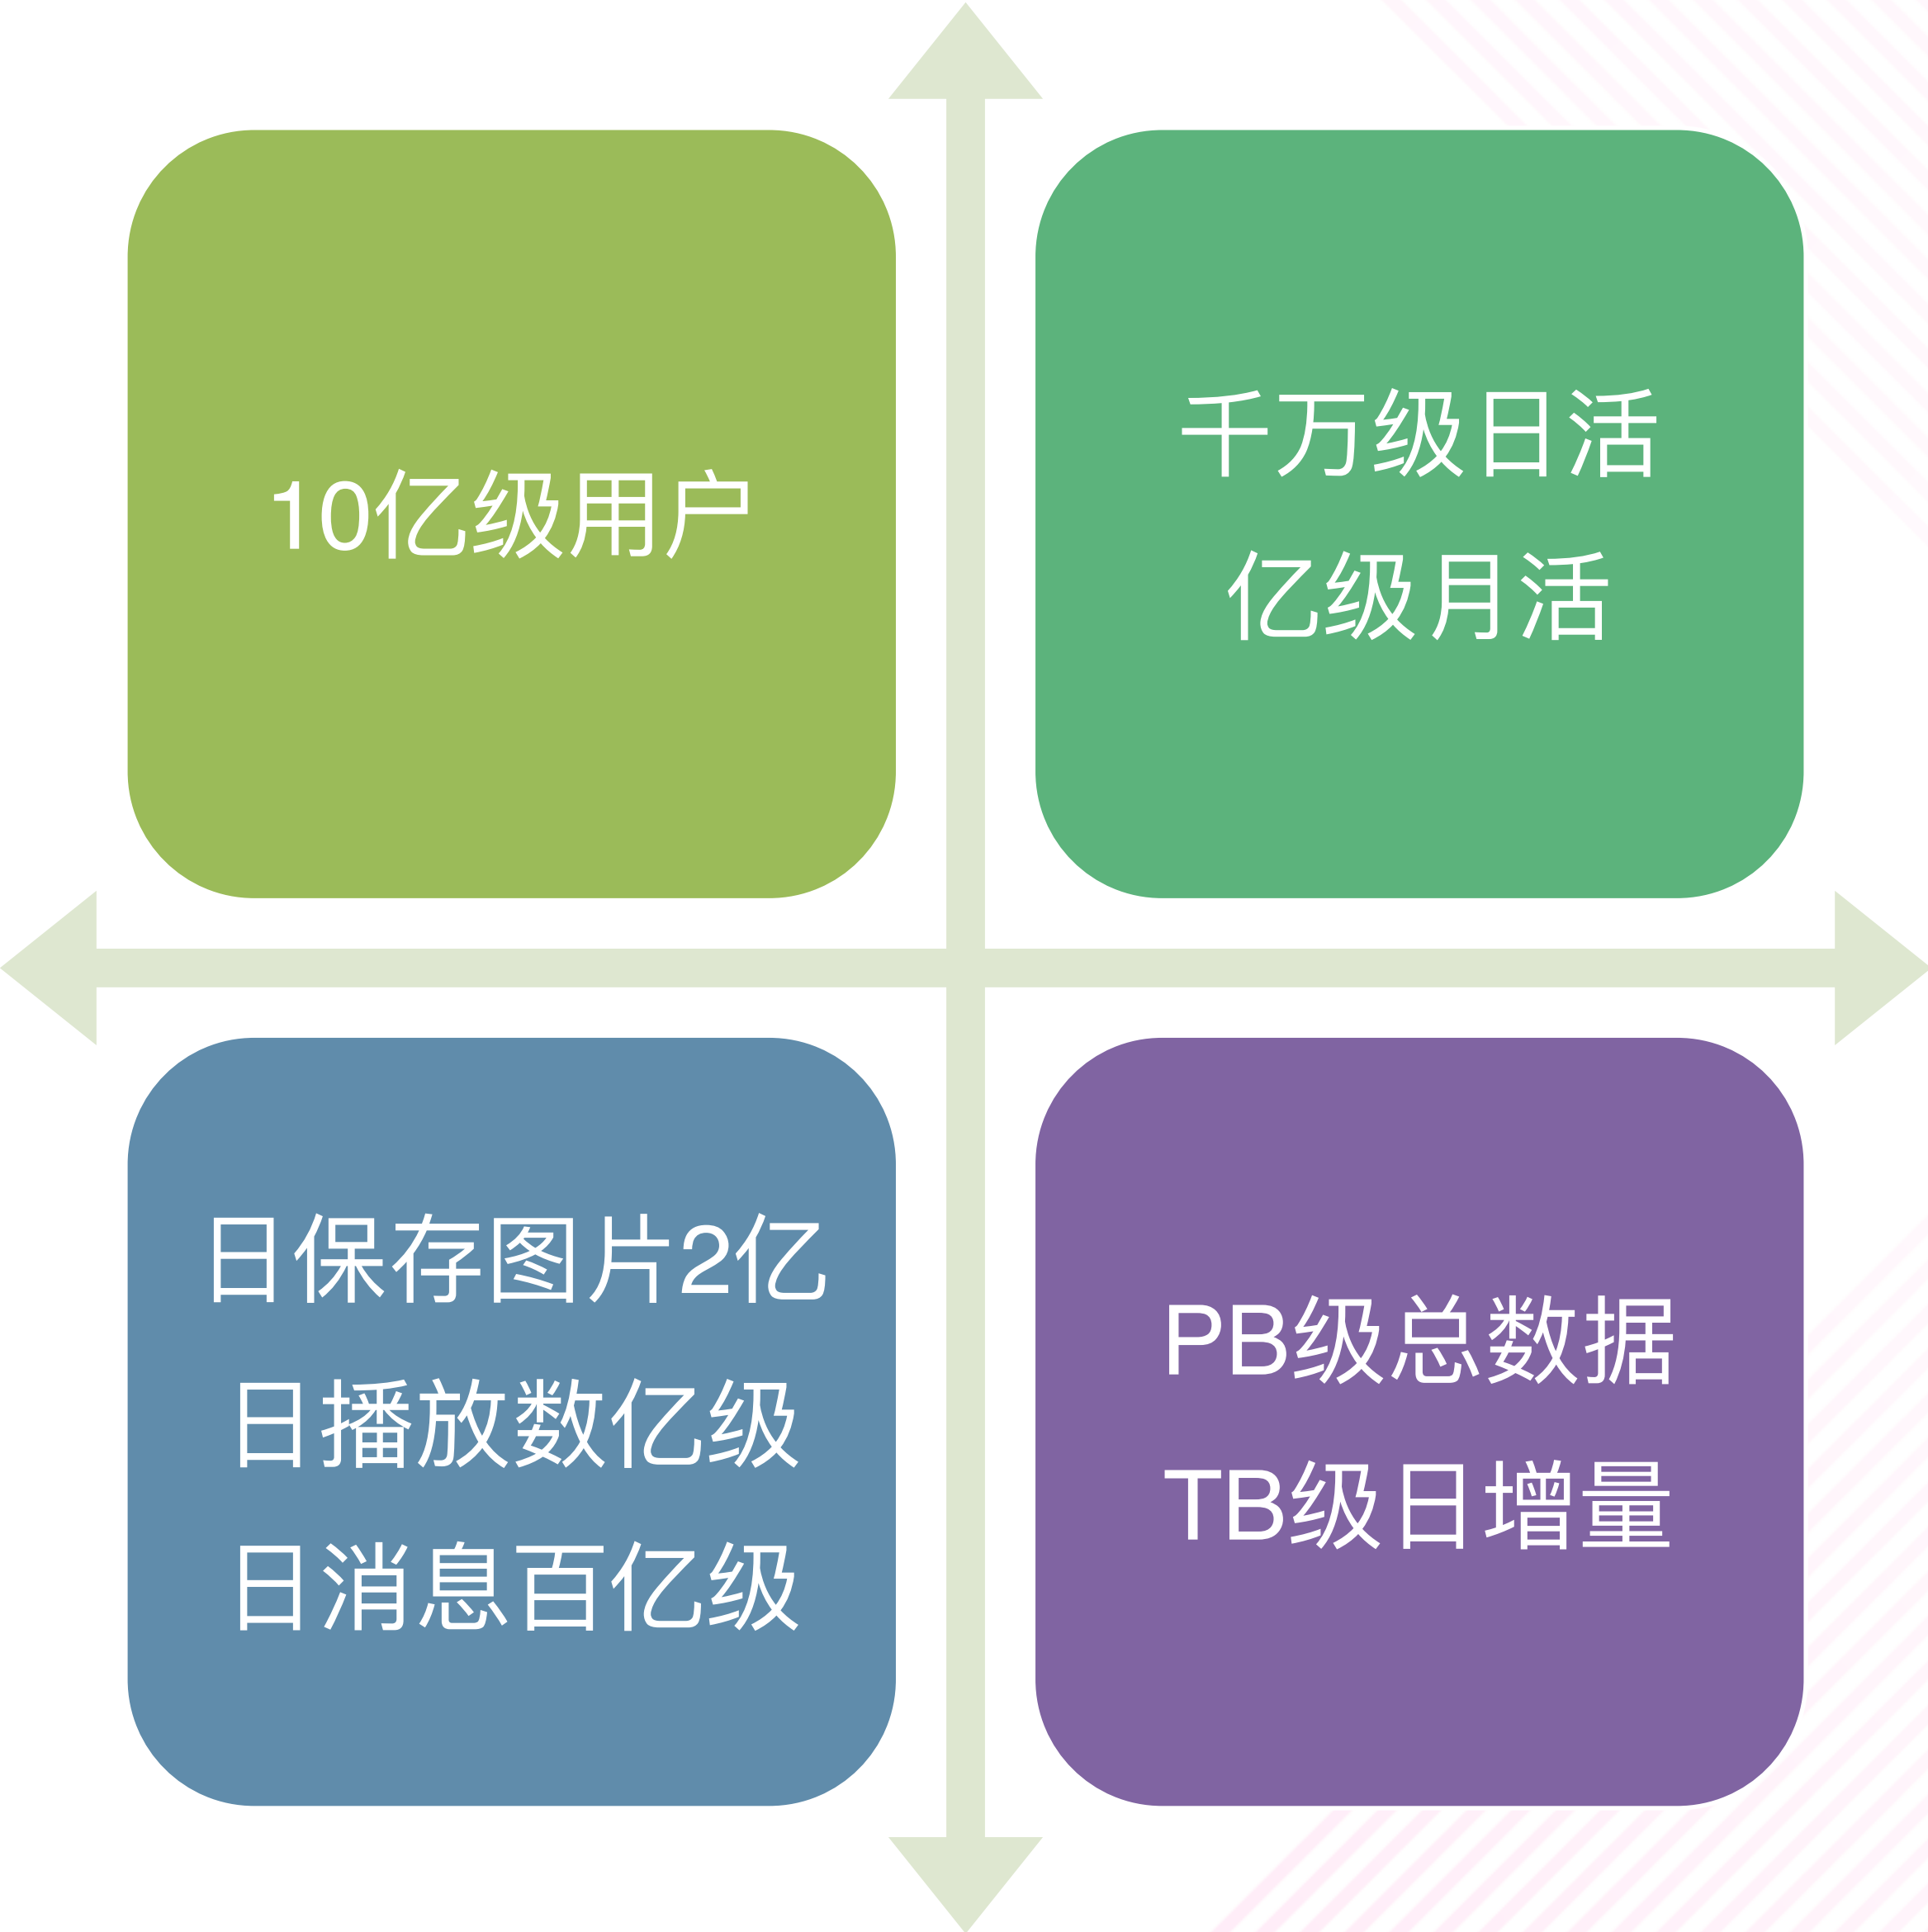 10亿级用户
千万级日活
亿级月活
日保存图片2亿
日播放数亿级
日消息百亿级
PB级总数据
TB级日增量